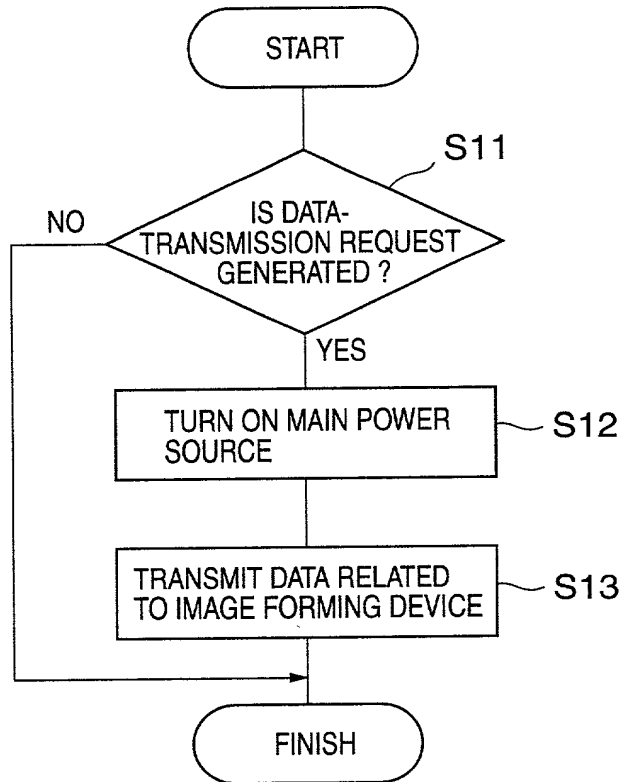 START
S11
IS DATA-
TRANSMISSION REQUEST
GENERATED ?
NO
YES
TURN ON MAIN POWER
SOURCE
S12
TRANSMIT DATA RELATED
TO IMAGE FORMING DEVICE
S13
FINISH